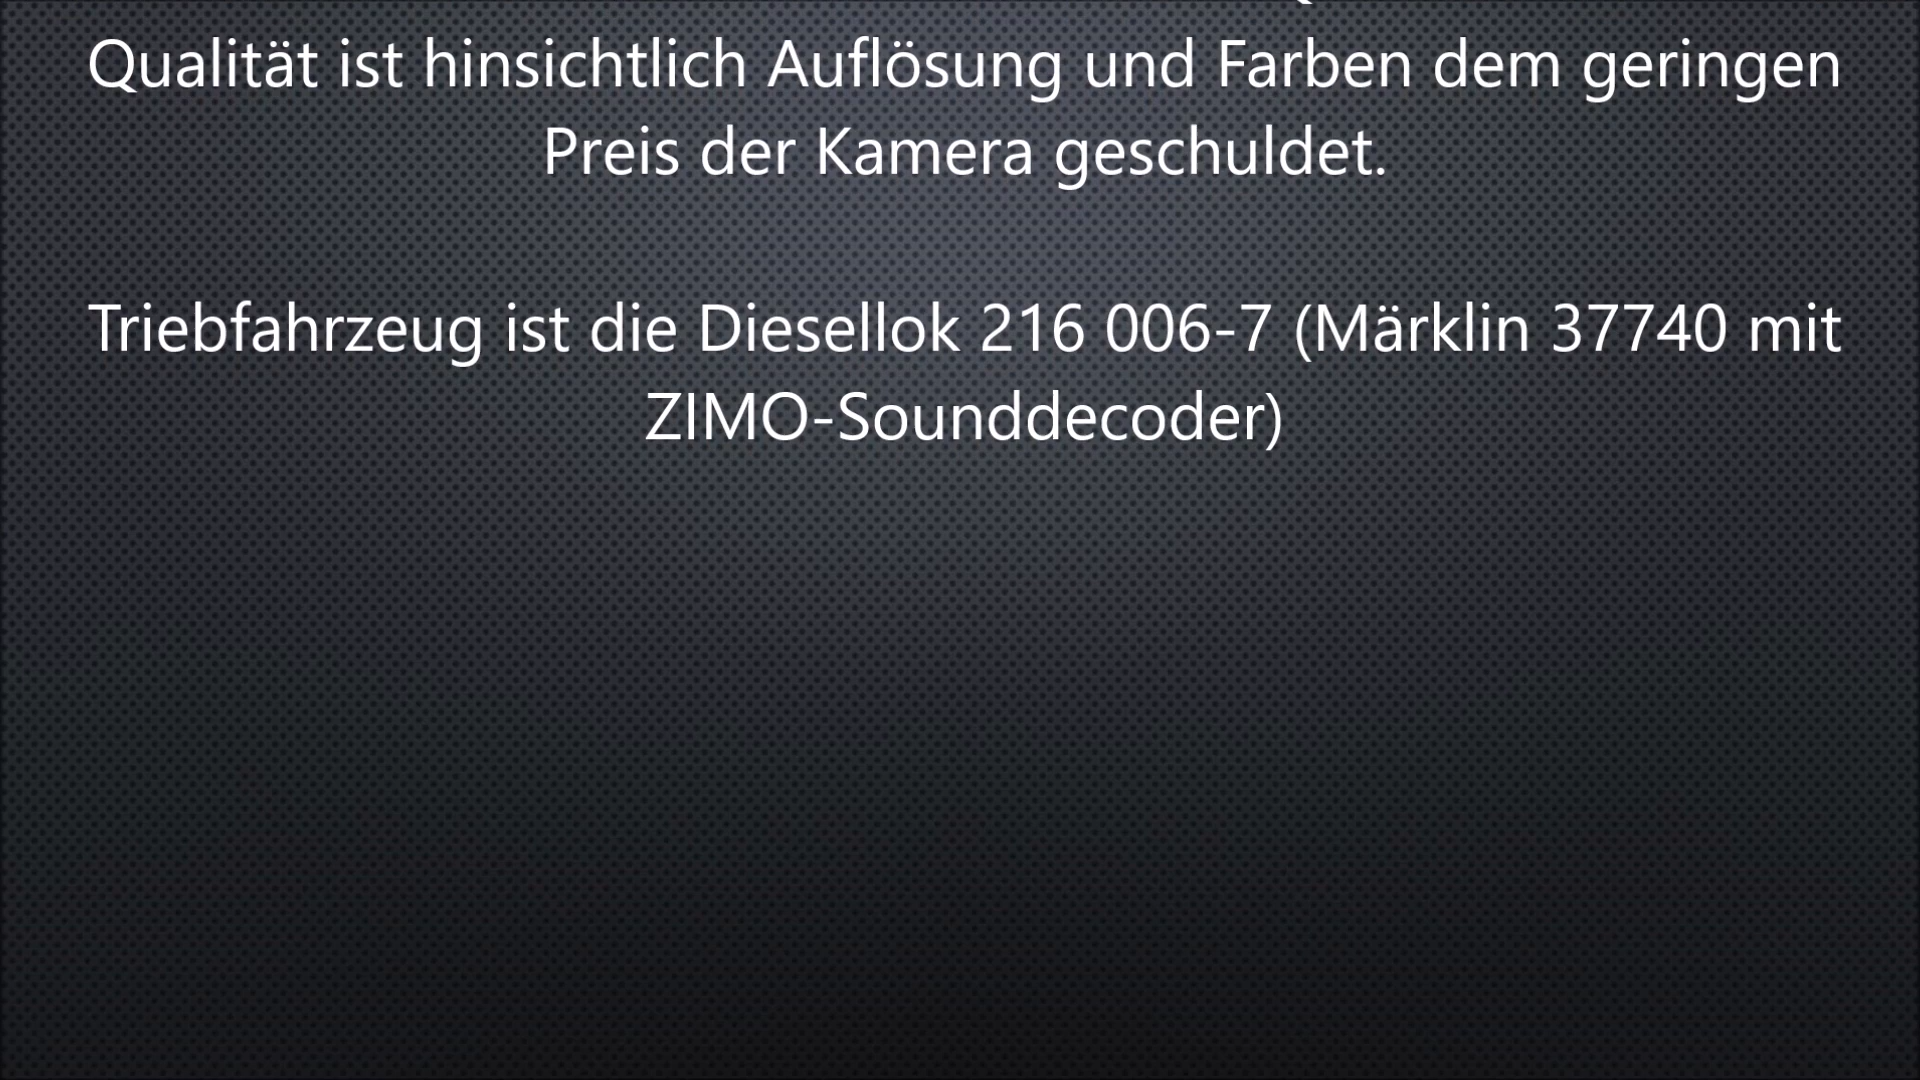 Qualität ist hinsichtlich Auflösung und Farben dem geringen
Preis der Kamera geschuldet.
Triebfahrzeug ist die Diesellok 216 006-7 (Märklin 37740 mit
ZIMO-Sounddecoder)